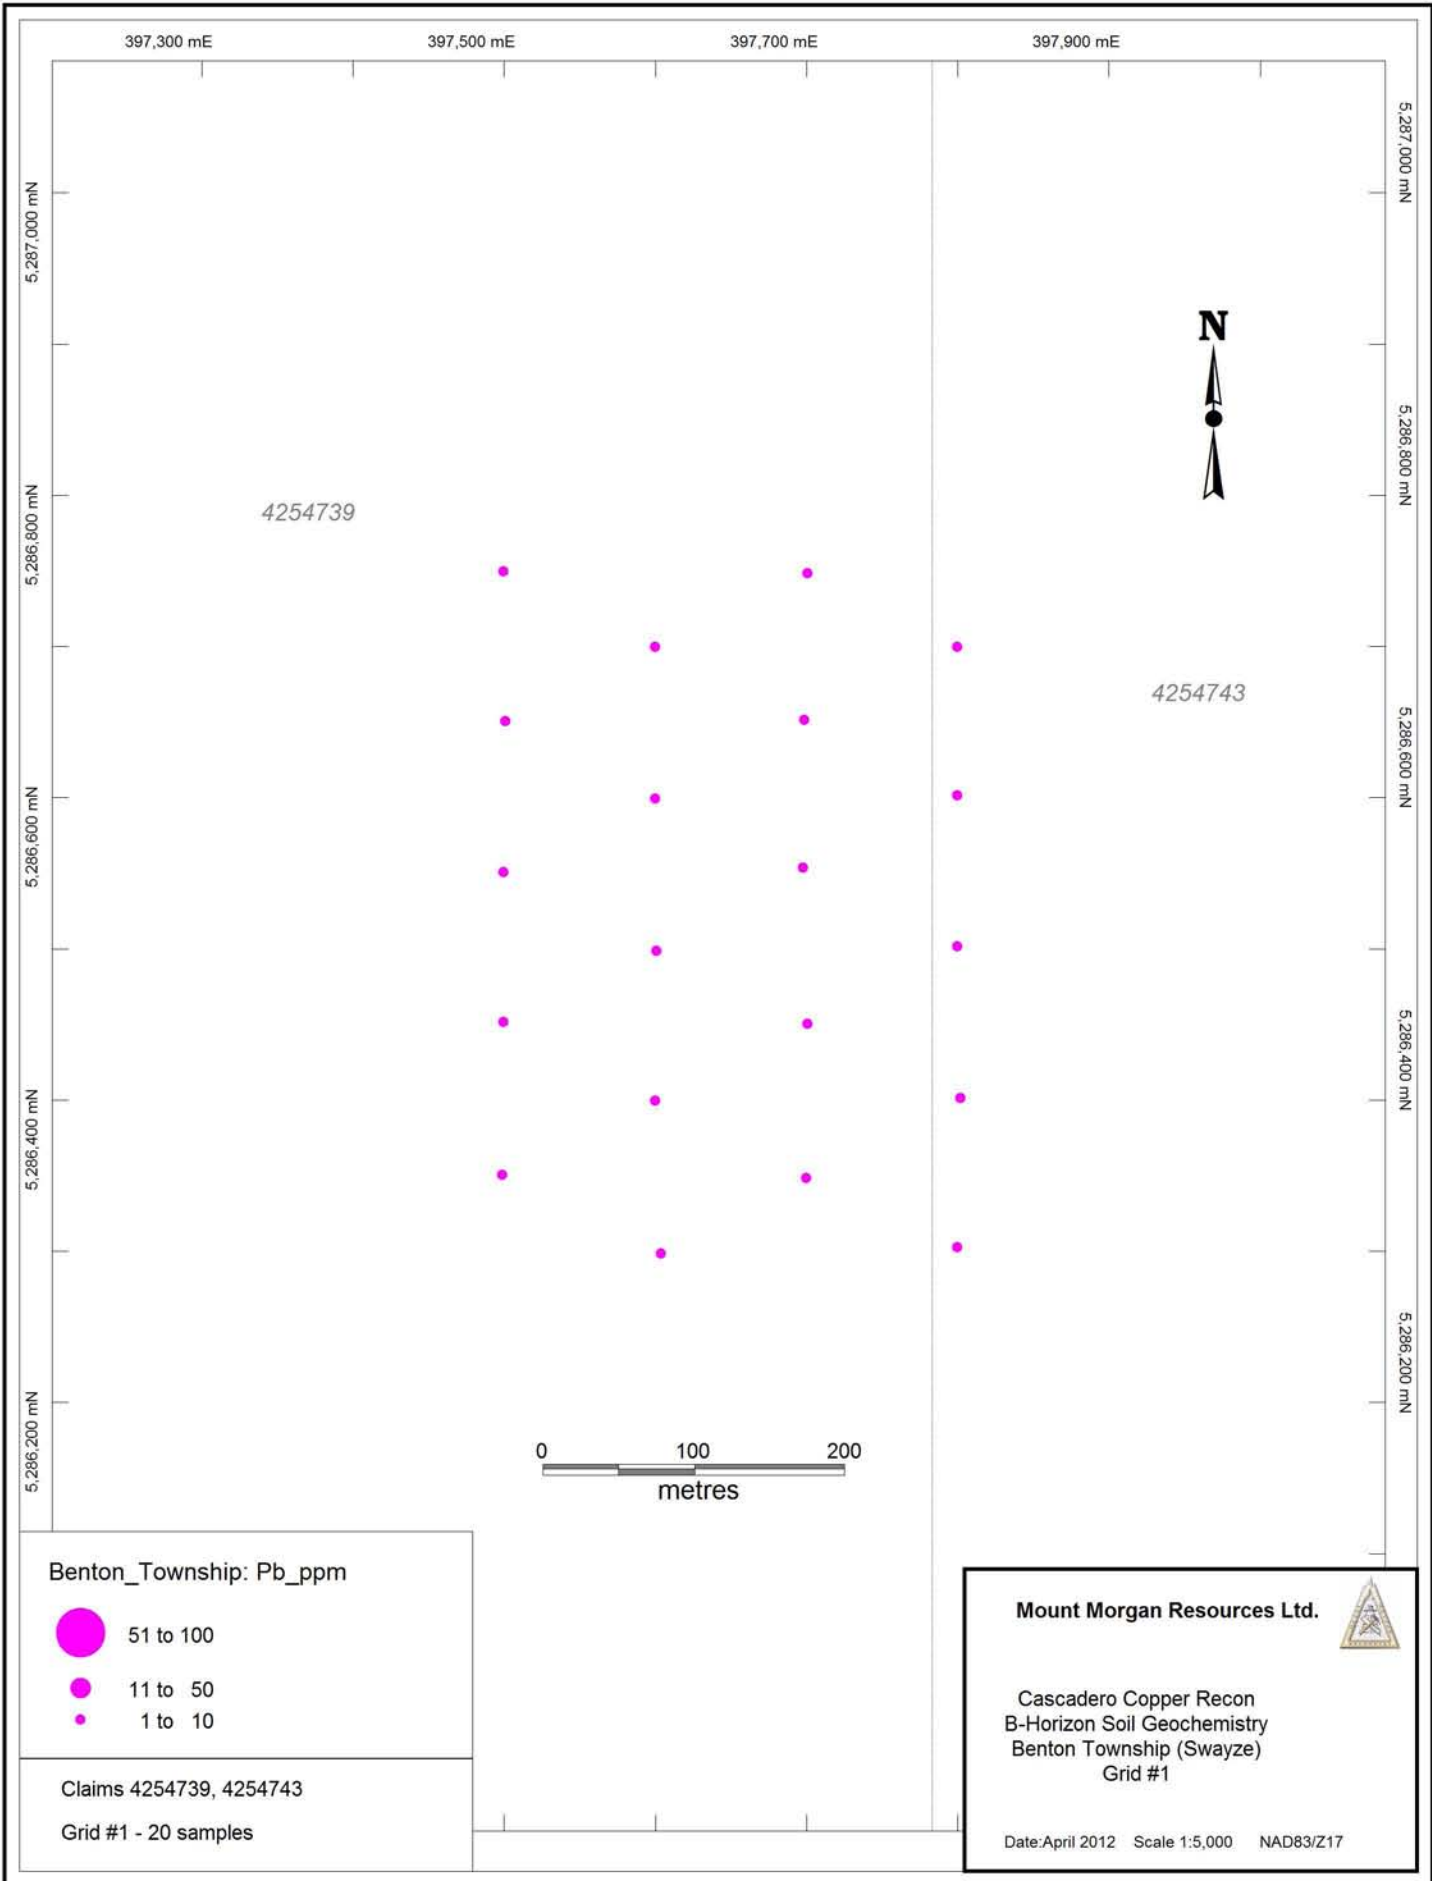 397,300 mE
397,500 mE
397,700 mE
397,900 mE
5,287,000 mN
5,287,000 mN
N
5,286,800 mN
5,286,800 mN
4254739
4254743
5,286,600 mN
5,286,600 mN
5,286,400 mN
5,286,400 mN
5,286,200 mN
5,286,200 mN
0 100 200
metres
Benton_Township: Pb_ppm
51 to 100
11 to 50
1 to 10
Claims 4254739, 4254743
Grid #1 - 20 samples
Mount Morgan Resources Ltd.
Cascadero Copper Recon
B-Horizon Soil Geochemistry
Benton Township (Swayze)
Grid #1
Date:April 2012 Scale 1:5,000 NAD83/Z17